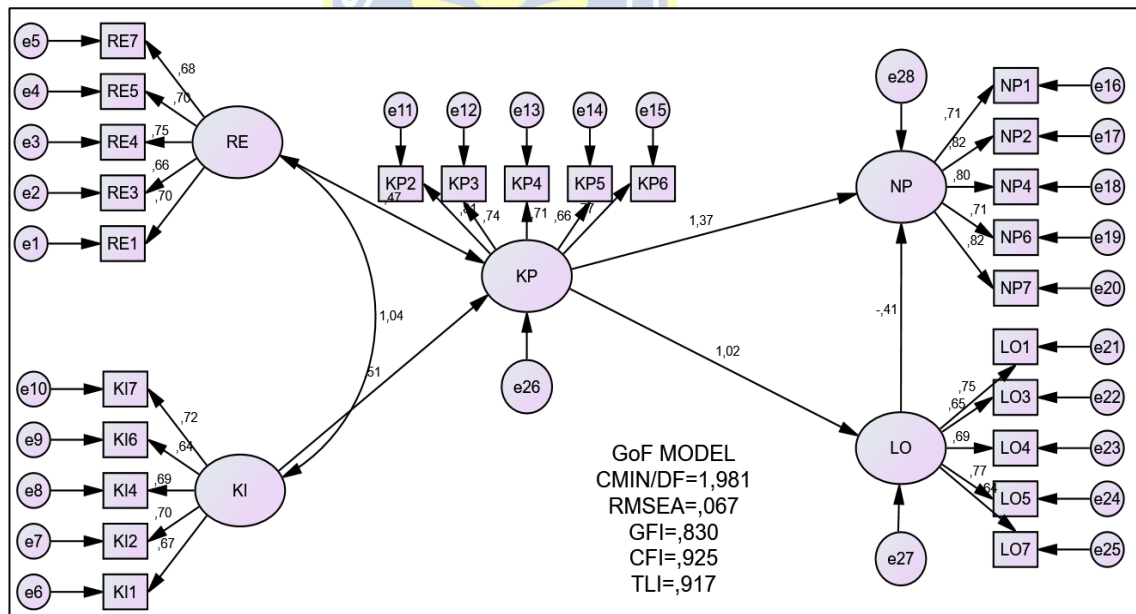 e5 RE7
e4 RE5
e3 RE4
e2 RE3
e1 RE1
,68
,70
,75
,66
,70
RE
e11 e12 e13 e14 e15
KP2 KP3 KP4 KP5 KP6
,74 ,71 ,66 ,77
KP
,47
1,04
,51
e26
e10 KI7
e9 KI6
e8 KI4
e7 KI2
e6 KI1
,72
,64
,69
,70
,67
KI
1,37
1,02
-,41
e28
NP
,71
,82
,80
,71
,82
NP1 e16
NP2 e17
NP4 e18
NP6 e19
NP7 e20
LO
,75
,65
,69
,77
,64
LO1 e21
LO3 e22
LO4 e23
LO5 e24
LO7 e25
e27
GoF MODEL
CMIN/DF=1,981
RMSEA=,067
GFI=,830
CFI=,925
TLI=,917